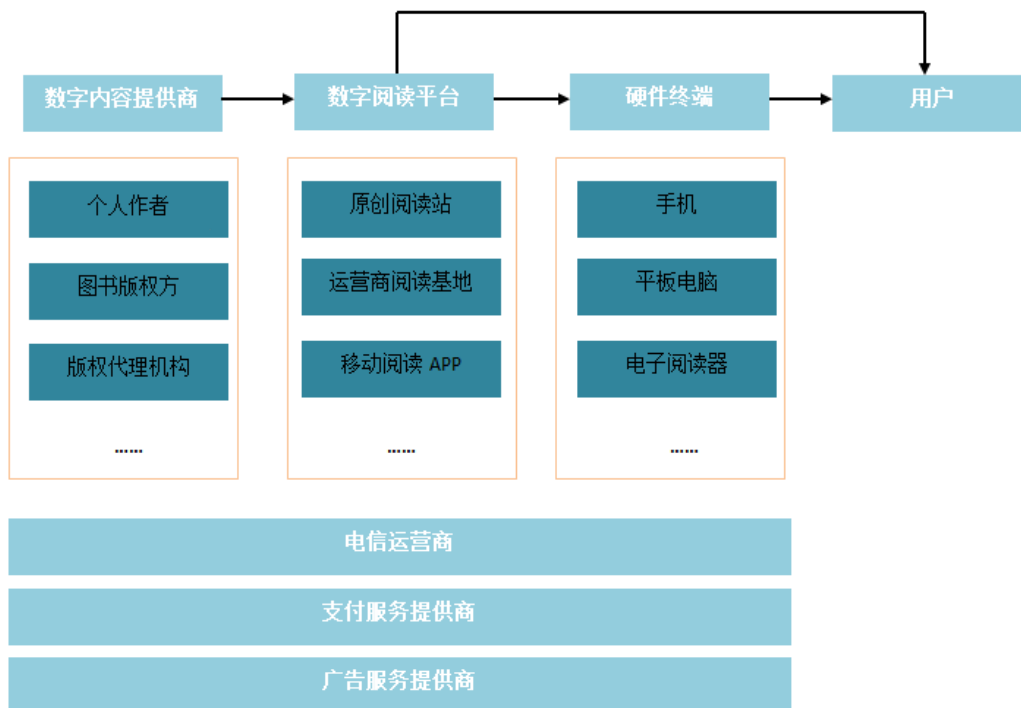 数字内容提供商
数字阅读平台
硬件终端
用户
个人作者
图书版权方
版权代理机构
......
原创阅读站
运营商阅读基地
移动阅读 APP
......
手机
平板电脑
电子阅读器
......
电信运营商
支付服务提供商
广告服务提供商